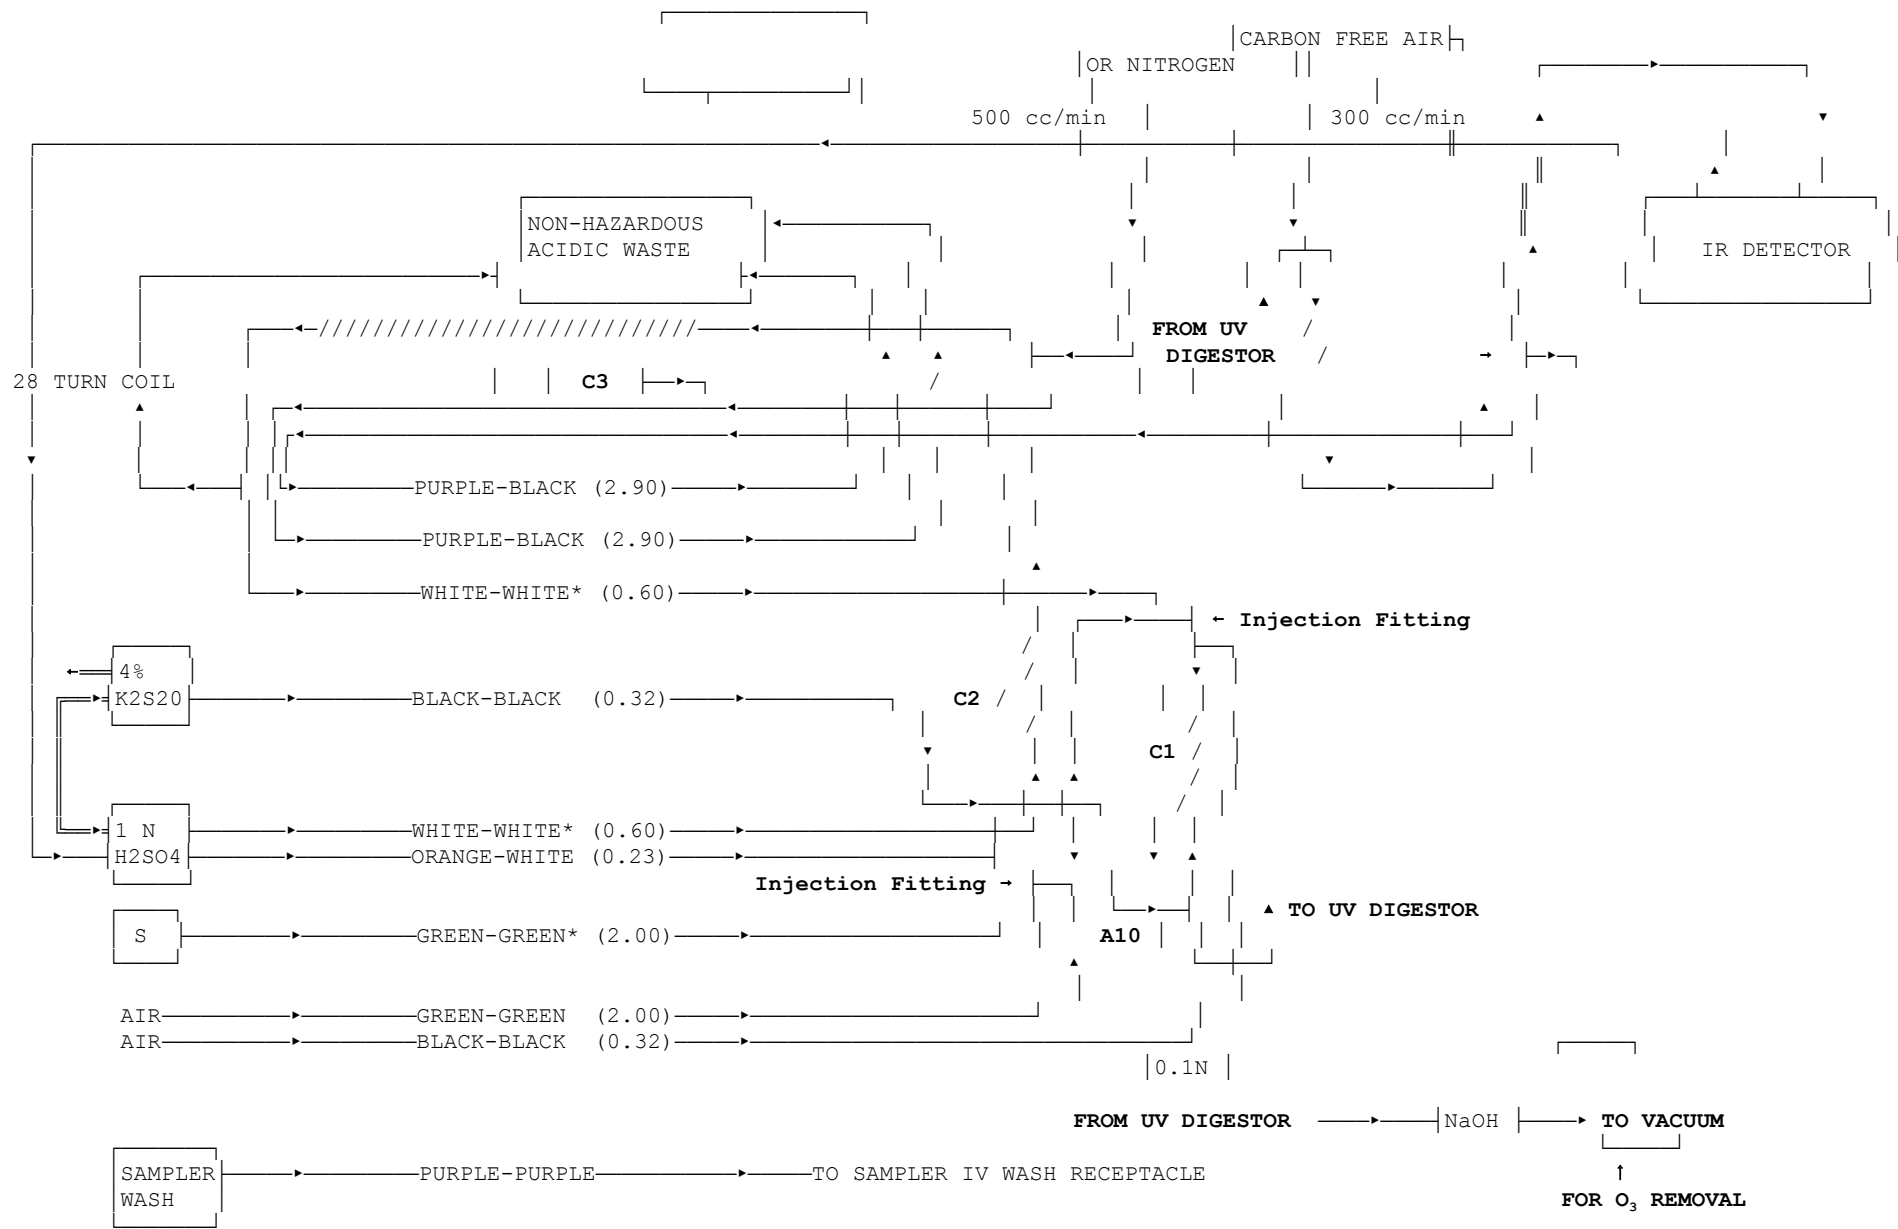 CARBON FREE AIR
OR NITROGEN
500 cc/min 300 cc/min
NON-HAZARDOUS
ACIDIC WASTE
IR DETECTOR
FROM UV
DIGESTOR →
28 TURN COIL C3
PURPLE-BLACK (2.90)
PURPLE-BLACK (2.90)
WHITE-WHITE* (0.60)
← Injection Fitting
4%
K2S20 BLACK-BLACK (0.32) C2
C1
1 N WHITE-WHITE* (0.60)
H2SO4 ORANGE-WHITE (0.23)
Injection Fitting →
TO UV DIGESTOR
S GREEN-GREEN* (2.00) A10
AIR GREEN-GREEN (2.00)
AIR BLACK-BLACK (0.32)
0.1N
FROM UV DIGESTOR NaOH TO VACUUM
SAMPLER PURPLE-PURPLE TO SAMPLER IV WASH RECEPTACLE
WASH
FOR O₃ REMOVAL